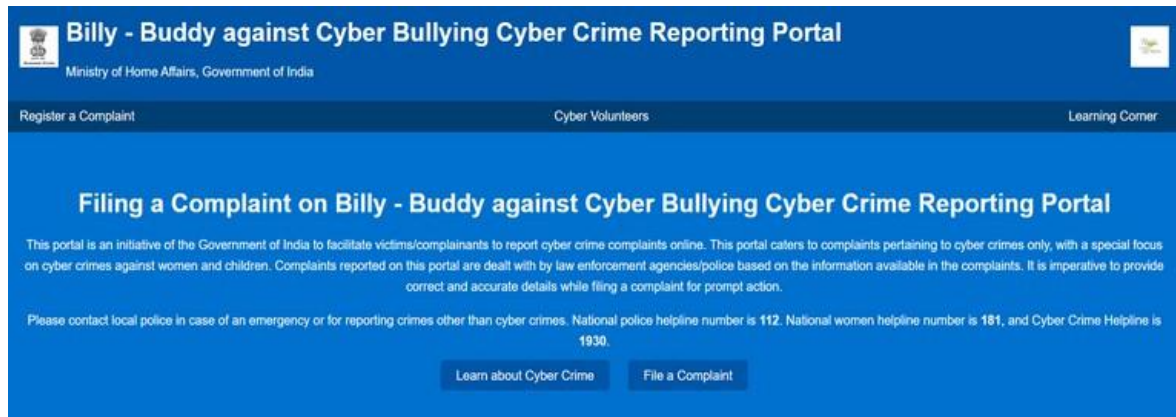 Billy - Buddy against Cyber Bullying Cyber Crime Reporting Portal
Ministry of Home Affairs, Government of India
Register a Complaint
Cyber Volunteers
Learning Corner
Filing a Complaint on Billy - Buddy against Cyber Bullying Cyber Crime Reporting Portal
This portal is an initiative of the Government of India to facilitate victims/complainants to report cyber crime complaints online. This portal caters to complaints pertaining to cyber crimes only, with a special focus
on cyber crimes against women and children. Complaints reported on this portal are dealt with by law enforcement agencies/police based on the information available in the complaints. It is imperative to provide
correct and accurate details while filing a complaint for prompt action.
Please contact local police in case of an emergency or for reporting crimes other than cyber crimes. National police helpline number is 112. National women helpline number is 181, and Cyber Crime Helpline is
1930.
Learn about Cyber Crime
File a Complaint